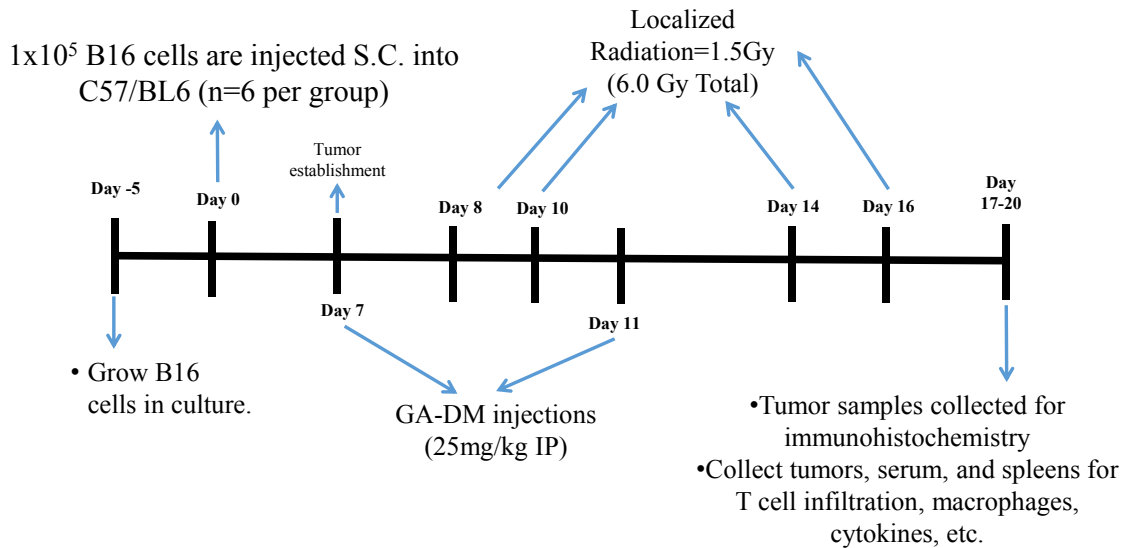 1x10⁵ B16 cells are injected S.C. into
C57/BL6 (n=6 per group)
Localized
Radiation=1.5Gy
(6.0 Gy Total)
Tumor
establishment
Day -5
Day 0
Day 8
Day 10
Day 14
Day 16
Day
17-20
Day 7
Day 11
• Grow B16
cells in culture.
GA-DM injections
(25mg/kg IP)
•Tumor samples collected for
immunohistochemistry
•Collect tumors, serum, and spleens for
T cell infiltration, macrophages,
cytokines, etc.